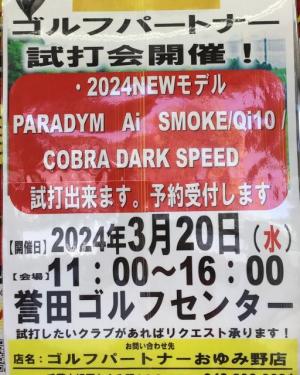 ゴルフパートナー
試打会開催！
・2024NEWモデル
PARADYM Ai SMOKE/Qi10/
COBRA DARK SPEED
試打出来ます。予約受付します
【開催日】2024年3月20日(水)
【会場】11：00～16：00
誉田ゴルフセンター
試打したいクラブがあればリクエスト承ります！
お問い合わせ先
店名：ゴルフパートナーおゆみ野店